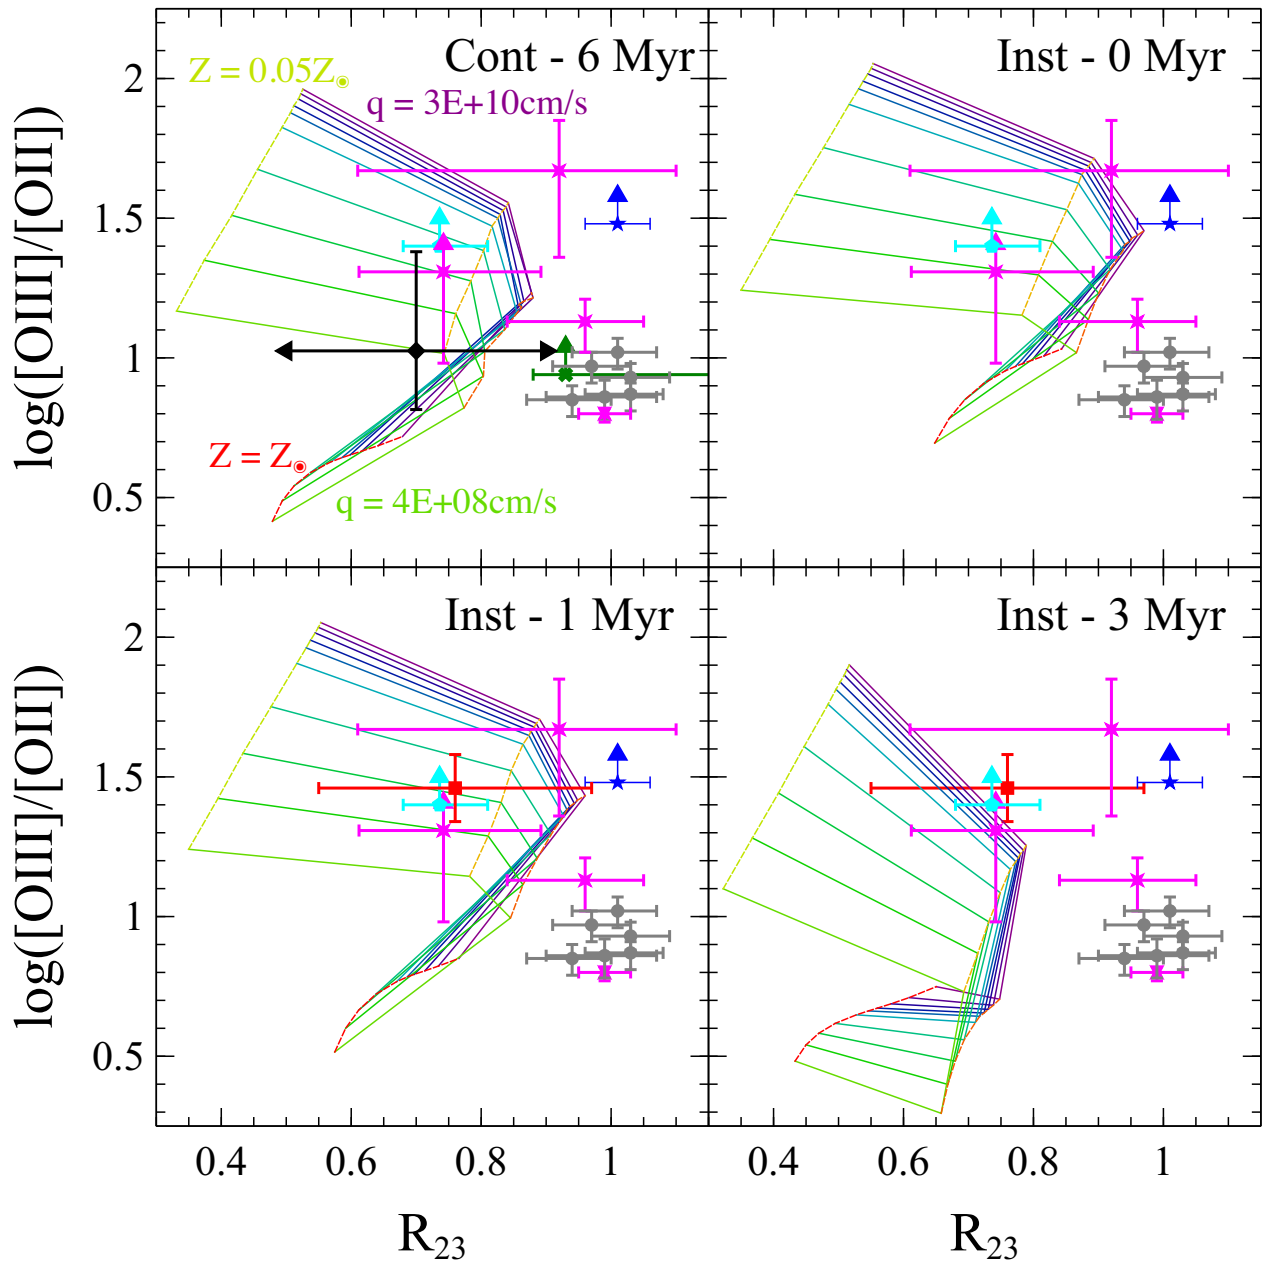 Cont - 6 Myr
Inst - 0 Myr
Z = 0.05Z☉
q = 3E+10cm/s
Z = Z☉
q = 4E+08cm/s
log([OIII]/[OII])
2
1.5
1
0.5
Inst - 1 Myr
Inst - 3 Myr
log([OIII]/[OII])
2
1.5
1
0.5
0.4 0.6 0.8 1 0.4 0.6 0.8 1
R₂₃ R₂₃